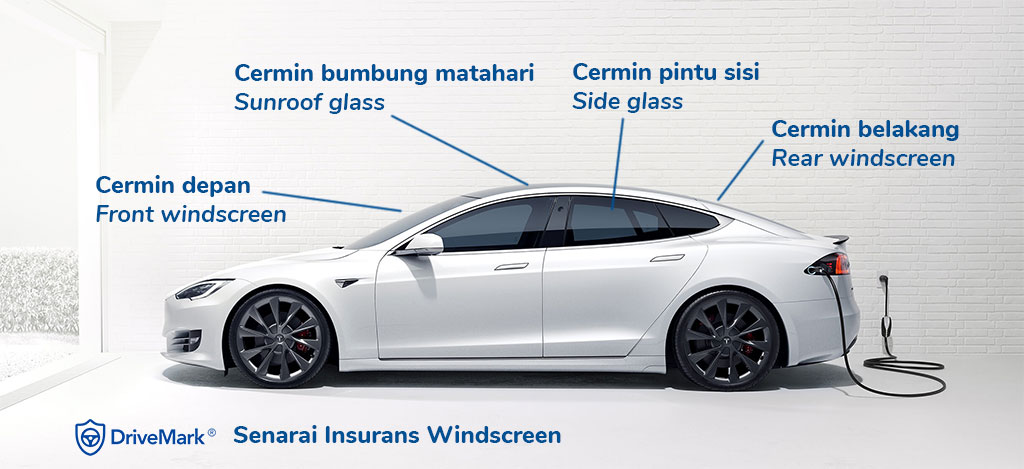 Cermin bumbung matahari
Sunroof glass
Cermin pintu sisi
Side glass
Cermin belakang
Rear windscreen
Cermin depan
Front windscreen
DriveMark®
Senarai Insurans Windscreen